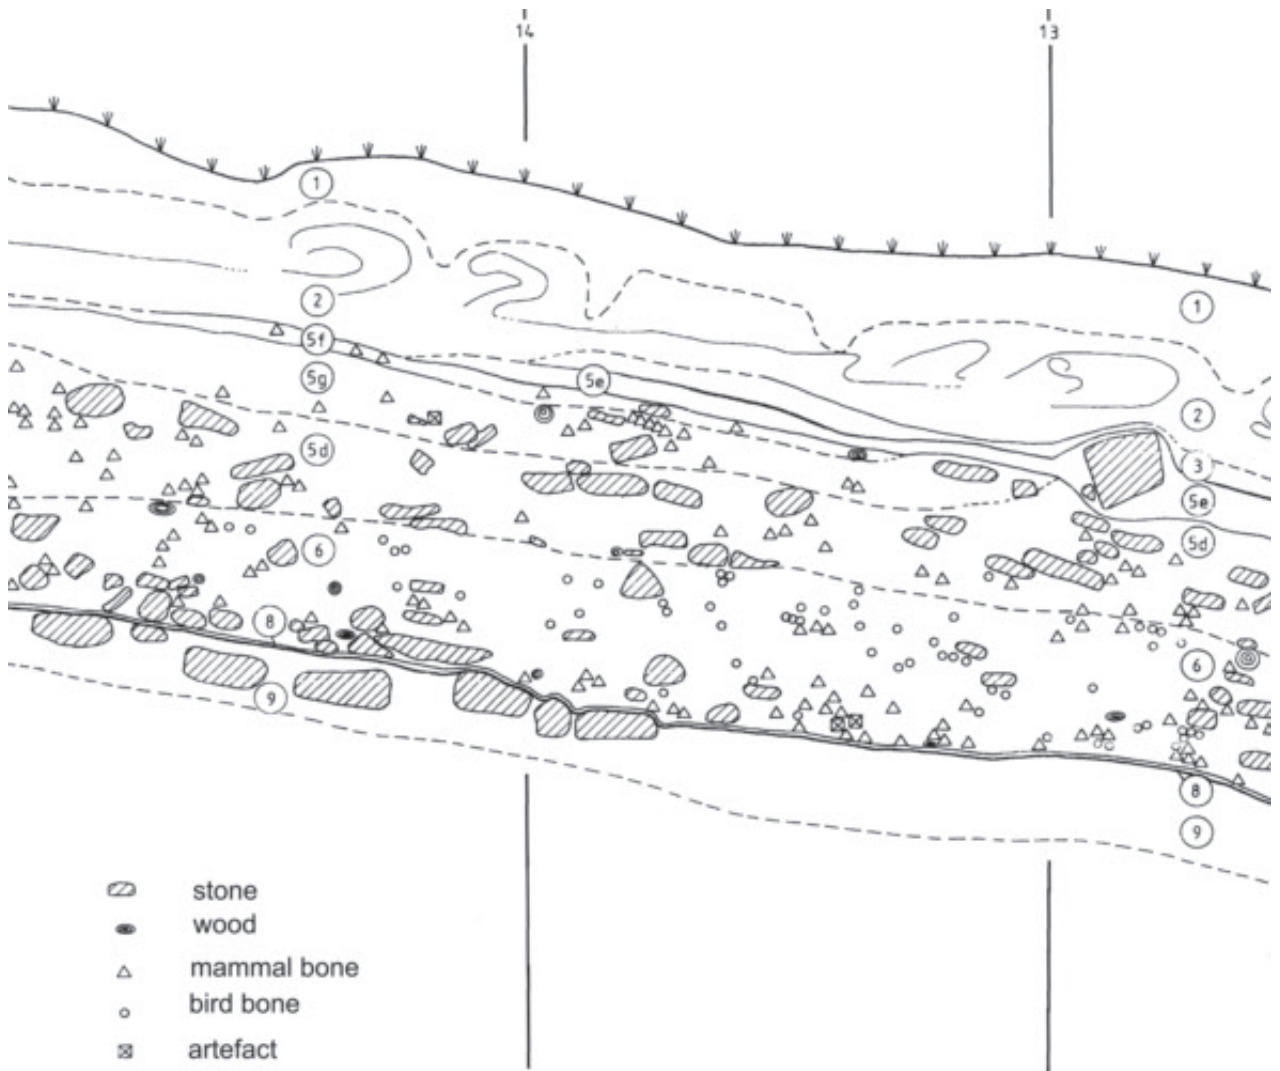 14 13
1
1
2
5f
5g
5e
2
3
5d
5e
5d
6
8
6
9
8
9
stone
wood
mammal bone
bird bone
artefact